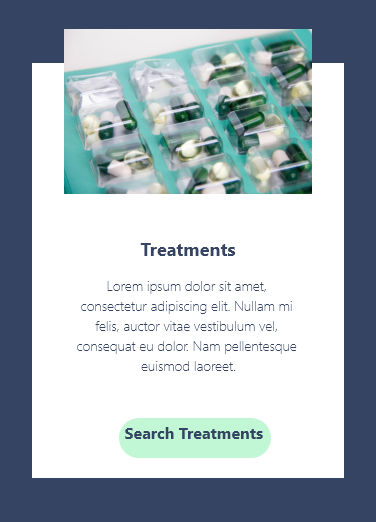 Treatments
Lorem ipsum dolor sit amet,
consectetur adipiscing elit. Nullam mi
felis, auctor vitae vestibulum vel,
consequat eu dolor. Nam pellentesque
euismod laoreet.
Search Treatments